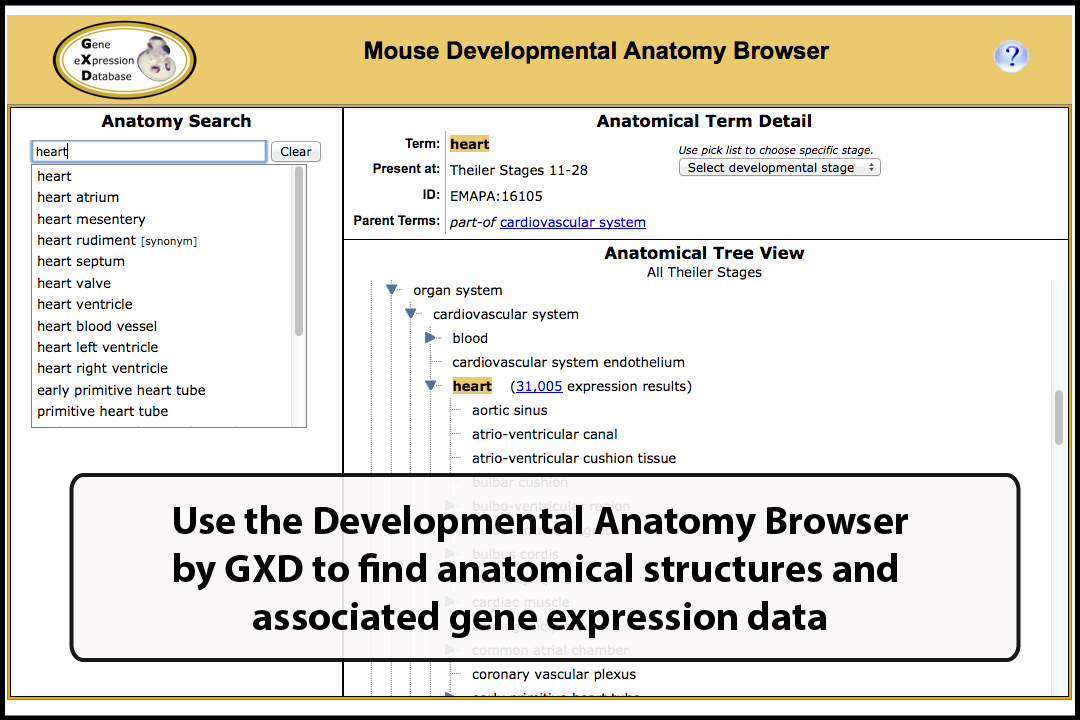 Gene
eXpression
Database
Mouse Developmental Anatomy Browser
?
Anatomy Search
heart
Clear
heart
heart atrium
heart mesentery
heart rudiment [synonym]
heart septum
heart valve
heart ventricle
heart blood vessel
heart left ventricle
heart right ventricle
early primitive heart tube
primitive heart tube
Anatomical Term Detail
Term: heart
Present at: Theiler Stages 11-28
ID: EMAPA:16105
Parent Terms: part-of cardiovascular system
Use pick list to choose specific stage.
Select developmental stage
Anatomical Tree View
All Theiler Stages
organ system
cardiovascular system
blood
cardiovascular system endothelium
heart (31,005 expression results)
aortic sinus
atrio-ventricular canal
atrio-ventricular cushion tissue
bulbar cushion
bulbo-ventricular region
Use the Developmental Anatomy Browser
bulbus cordis
by GXD to find anatomical structures and
cardiac muscle
associated gene expression data
common atrial chamber
coronary vascular plexus
early primitive heart tube